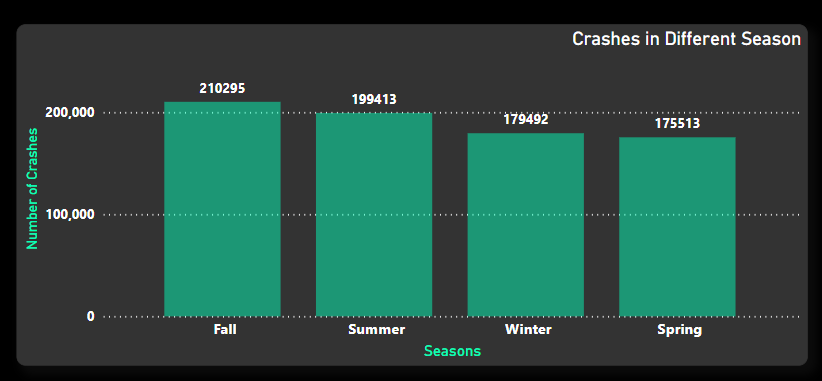 Crashes in Different Season
210295
199413
179492
175513
200,000
100,000
0
Number of Crashes
Fall
Summer
Winter
Spring
Seasons